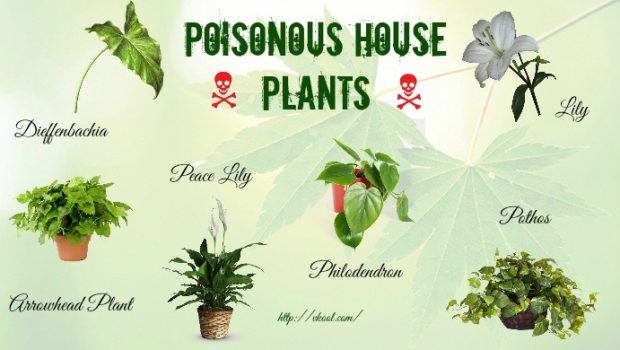 POISONOUS HOUSE
PLANTS
Lily
Dieffenbachia
Peace Lily
Pothos
Philodendron
Arrowhead Plant
http://vkool.com/